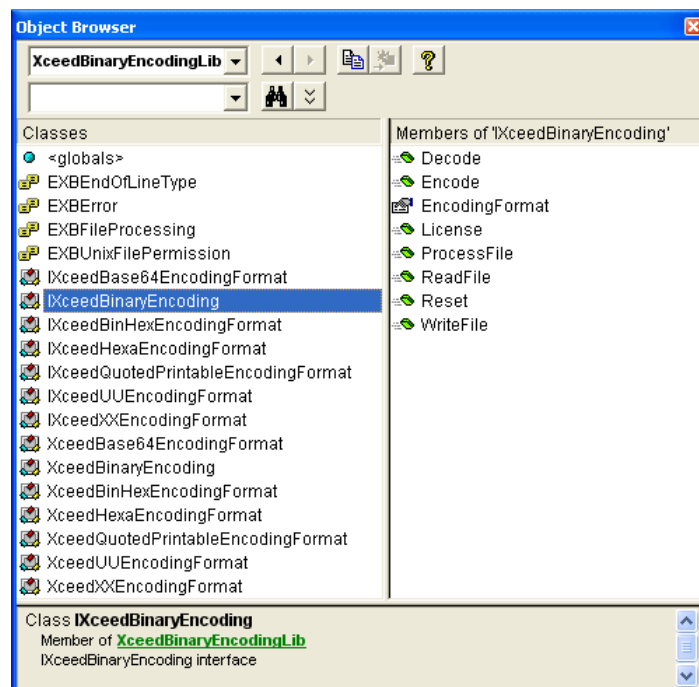 Object Browser
XceedBinaryEncodingLib
Classes
<globals>
EXBEndOfLineType
EXBError
EXBFileProcessing
EXBUnixFilePermission
IXceedBase64EncodingFormat
IXceedBinaryEncoding
IXceedBinHexEncodingFormat
IXceedHexaEncodingFormat
IXceedQuotedPrintableEncodingFormat
IXceedUUEncodingFormat
IXceedXXEncodingFormat
XceedBase64EncodingFormat
XceedBinaryEncoding
XceedBinHexEncodingFormat
XceedHexaEncodingFormat
XceedQuotedPrintableEncodingFormat
XceedUUEncodingFormat
XceedXXEncodingFormat
Members of 'IXceedBinaryEncoding'
Decode
Encode
EncodingFormat
License
ProcessFile
ReadFile
Reset
WriteFile
Class IXceedBinaryEncoding
Member of XceedBinaryEncodingLib
IXceedBinaryEncoding interface